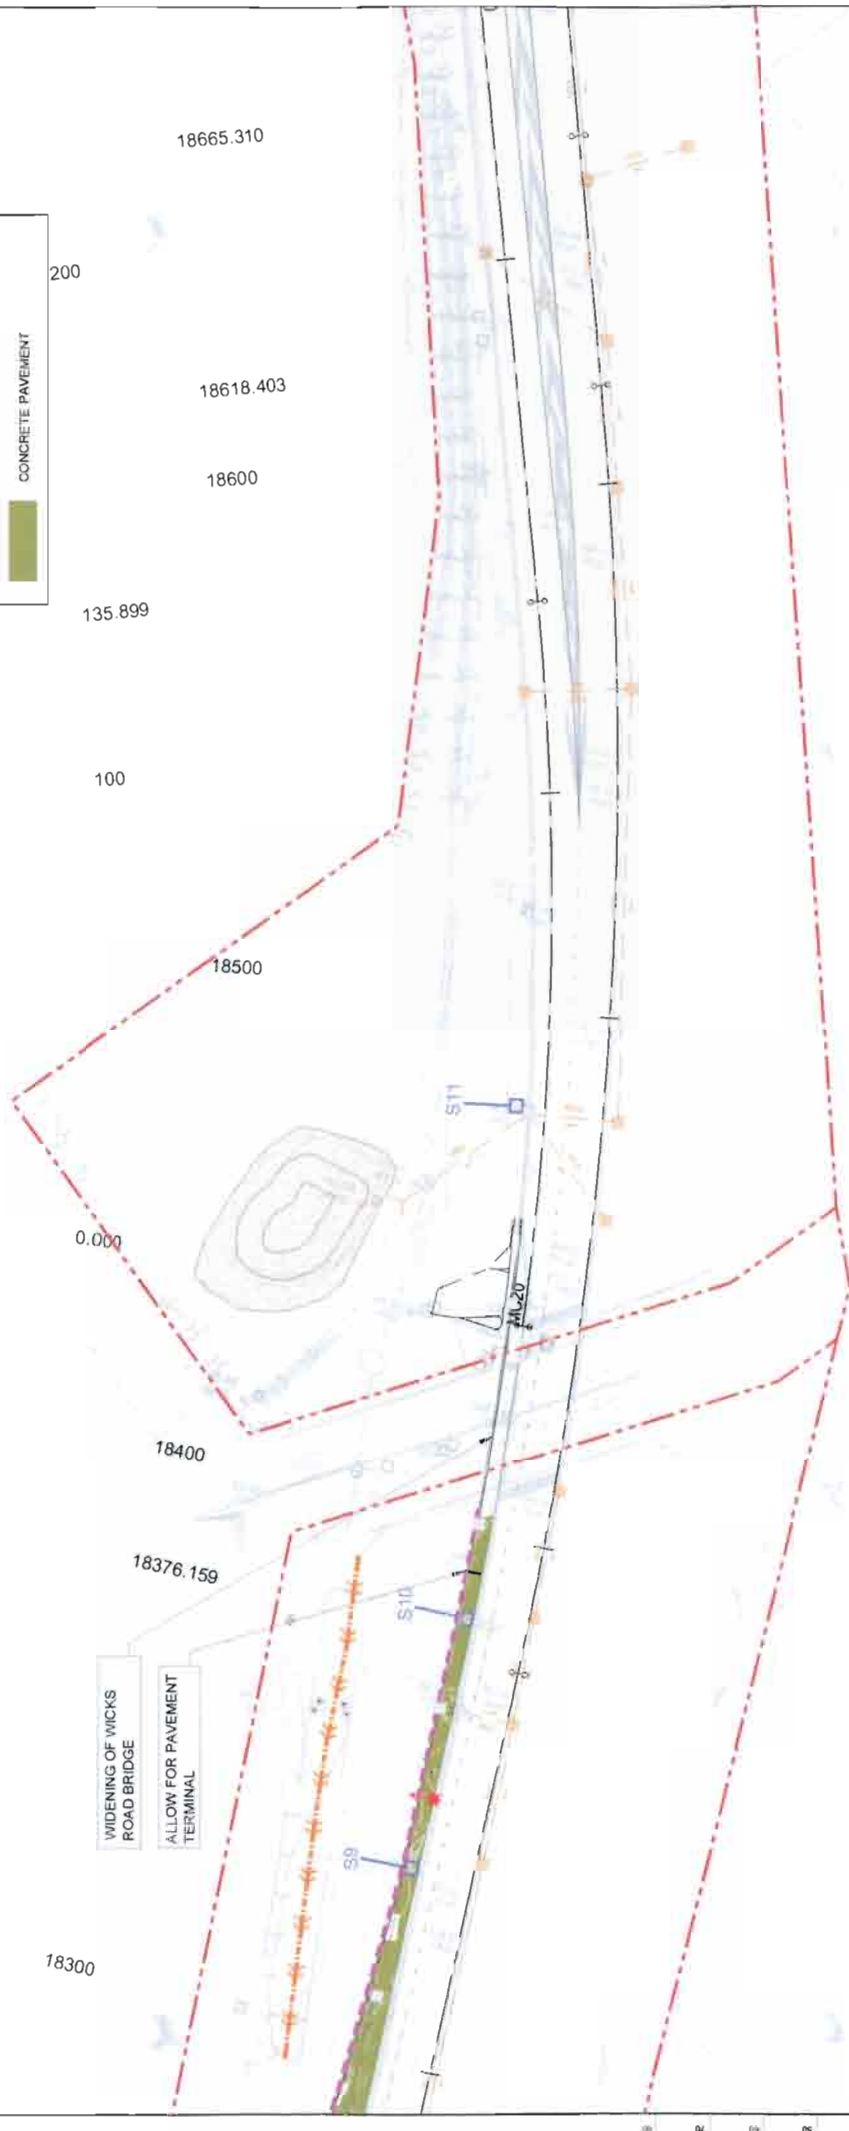 18665.310
200
CONCRETE PAVEMENT
18618.403
18600
135.899
100
18500
S11
0.000
MC20
18400
18376.159
S10
WIDENING OF WICKS
ROAD BRIDGE
ALLOW FOR PAVEMENT
TERMINAL
S9
18300